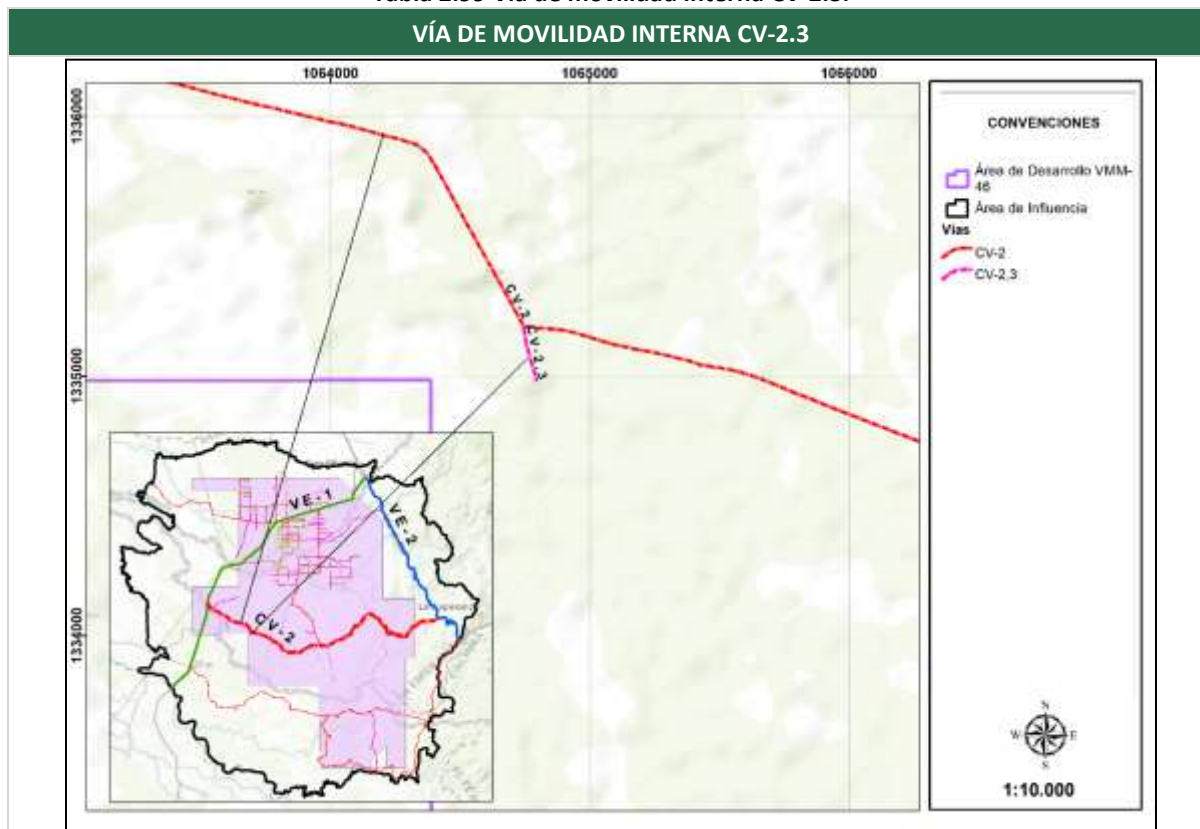 VÍA DE MOVILIDAD INTERNA CV-2.3
1064000
1065000
1066000
1336000
1335000
1334000
CV-2
CV-2,3
VE-1
VE-2
CV-2
CONVENCIONES
Área de Desarrollo VMM-
46
Área de Influencia
Vías
CV-2
CV-2,3
N
W
E
S
1:10.000